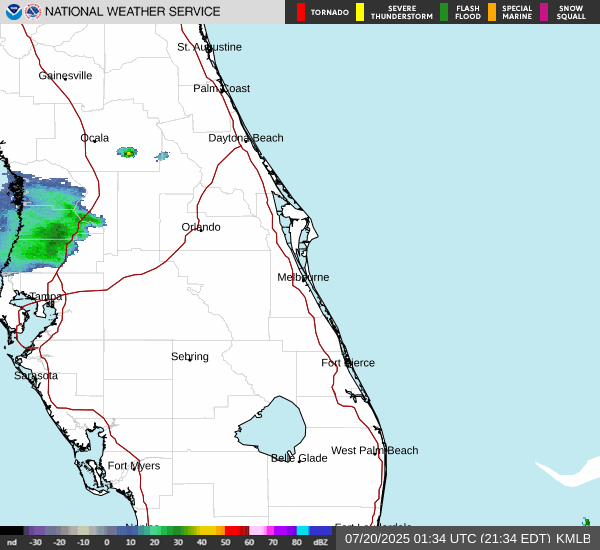 NATIONAL WEATHER SERVICE
TORNADO
SEVERE
THUNDERSTORM
FLASH
FLOOD
SPECIAL
MARINE
SNOW
SQUALL
St. Augustine
Gainesville
Palm Coast
Ocala
Daytona Beach
Orlando
Melbourne
Tampa
Sebring
Fort Pierce
Sarasota
West Palm Beach
Belle Glade
Fort Myers
nd -30 -20 -10 0 10 20 30 40 50 60 70 80 dBZ
07/20/2025 01:34 UTC (21:34 EDT) KMLB